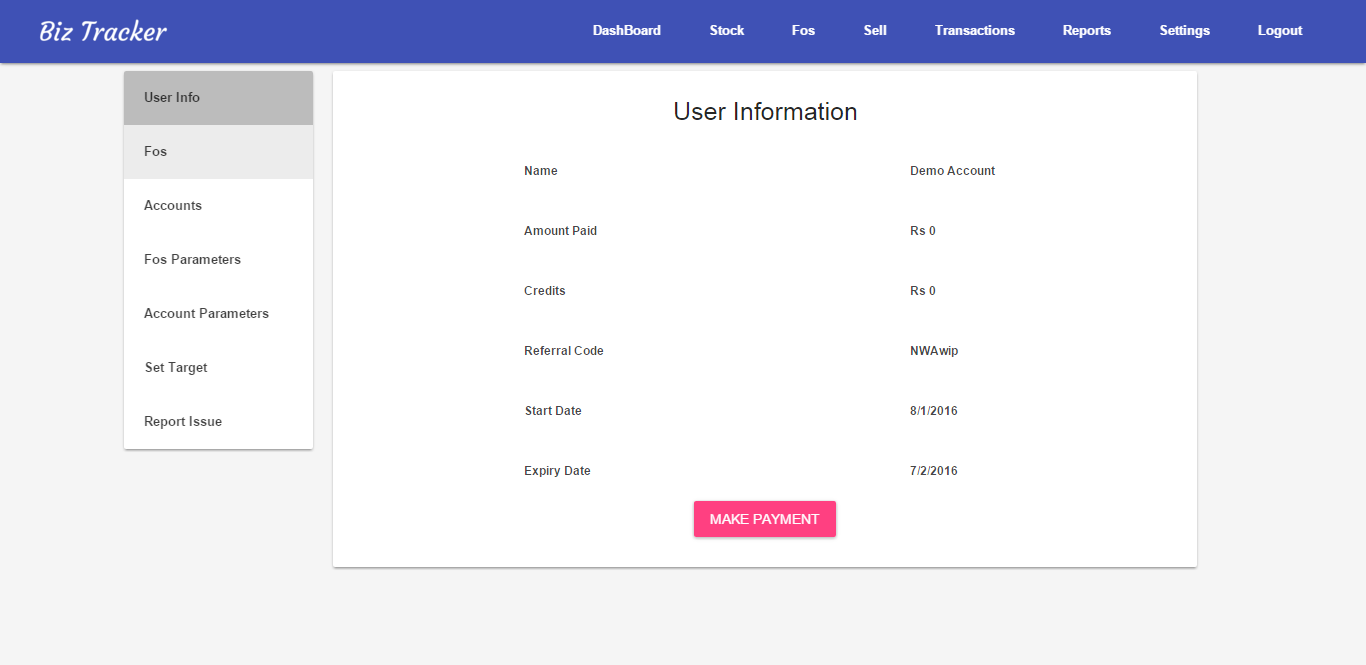 Biz Tracker
DashBoard Stock Fos Sell Transactions Reports Settings Logout
User Info
Fos
Accounts
Fos Parameters
Account Parameters
Set Target
Report Issue
User Information
Name Demo Account
Amount Paid Rs 0
Credits Rs 0
Referral Code NWAwip
Start Date 8/1/2016
Expiry Date 7/2/2016
MAKE PAYMENT